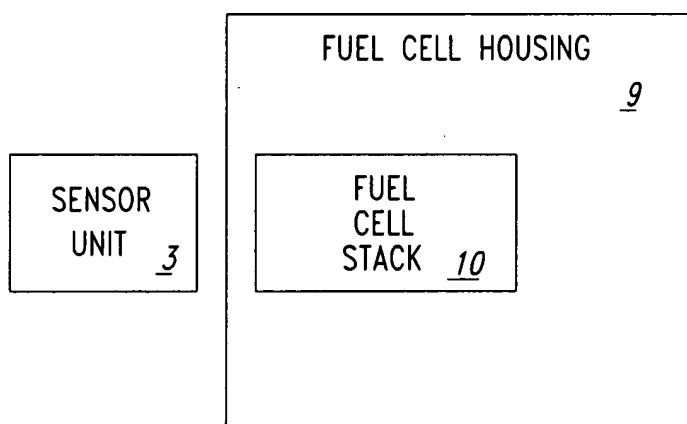 FUEL CELL HOUSING
9
SENSOR
UNIT 3
FUEL
CELL
STACK 10